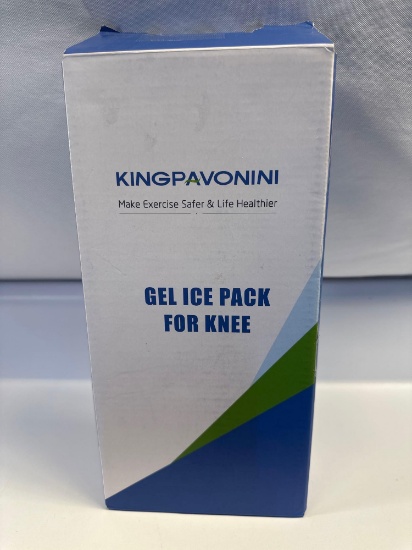 KINGPAVONINI
Make Exercise Safer & Life Healthier
GEL ICE PACK
FOR KNEE